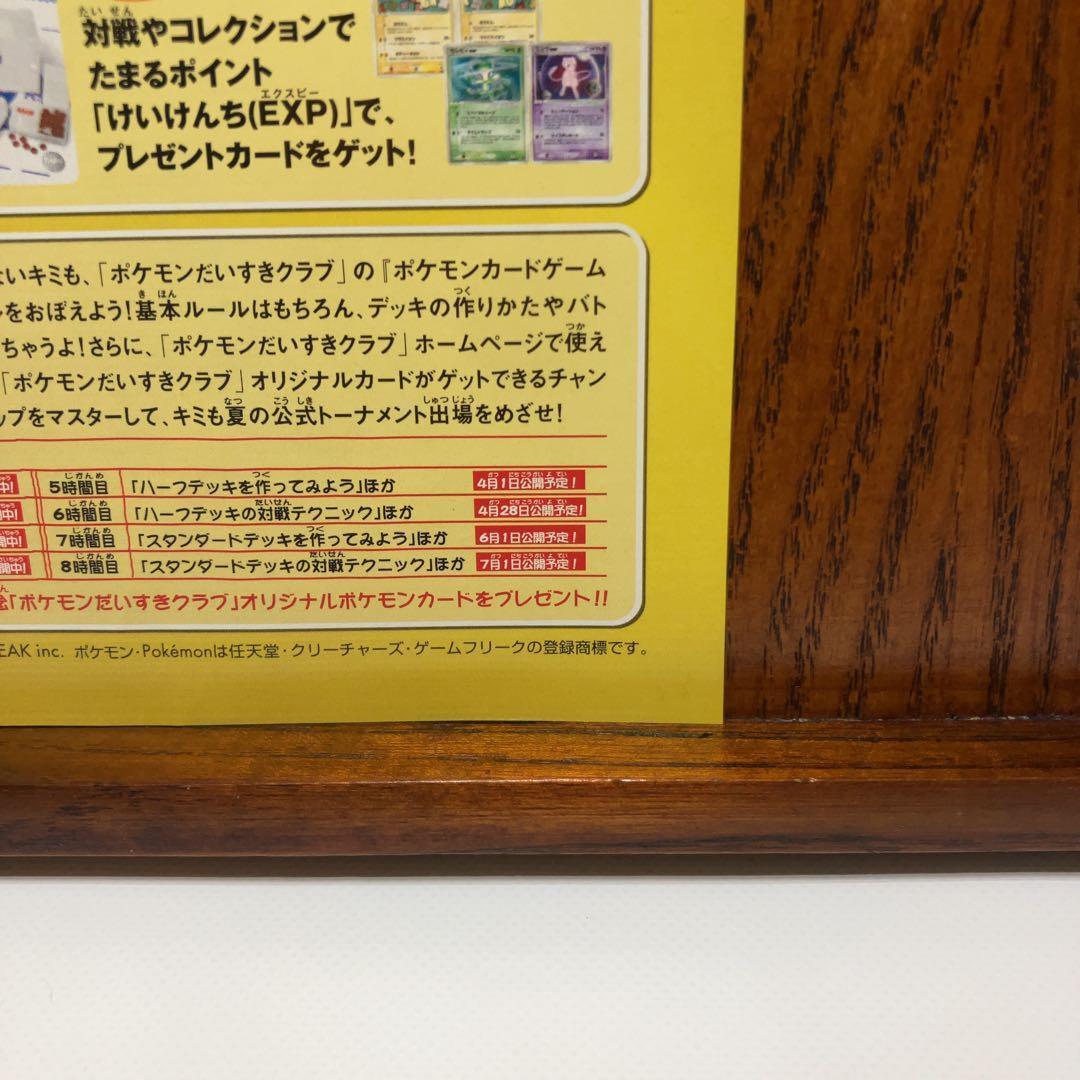 対戦やコレクションで
たまるポイント
「けいけんち(EXP)」で、
プレゼントカードをゲット!
ないキミも、「ポケモンだいすきクラブ」の『ポケモンカードゲーム
をおぼえよう!基本ルールはもちろん、デッキの作りかたやバト
ちゃうよ!さらに、「ポケモンだいすきクラブ」ホームページで使え
「ポケモンだいすきクラブ」オリジナルカードがゲットできるチャン
ップをマスターして、キミも夏の公式トーナメント出場をめざせ!
中! 5時間目 「ハーフデッキを作ってみよう」ほか 4月1日公開予定!
開中! 6時間目 「ハーフデッキの対戦テクニック」ほか 4月28日公開予定!
開中! 7時間目 「スタンダードデッキを作ってみよう」ほか 6月1日公開予定!
開中! 8時間目 「スタンダードデッキの対戦テクニック」ほか 7月1日公開予定!
「ポケモンだいすきクラブ」オリジナルポケモンカードをプレゼント!!
EAK inc. ポケモン・Pokémonは任天堂・クリーチャーズ・ゲームフリークの登録商標です。